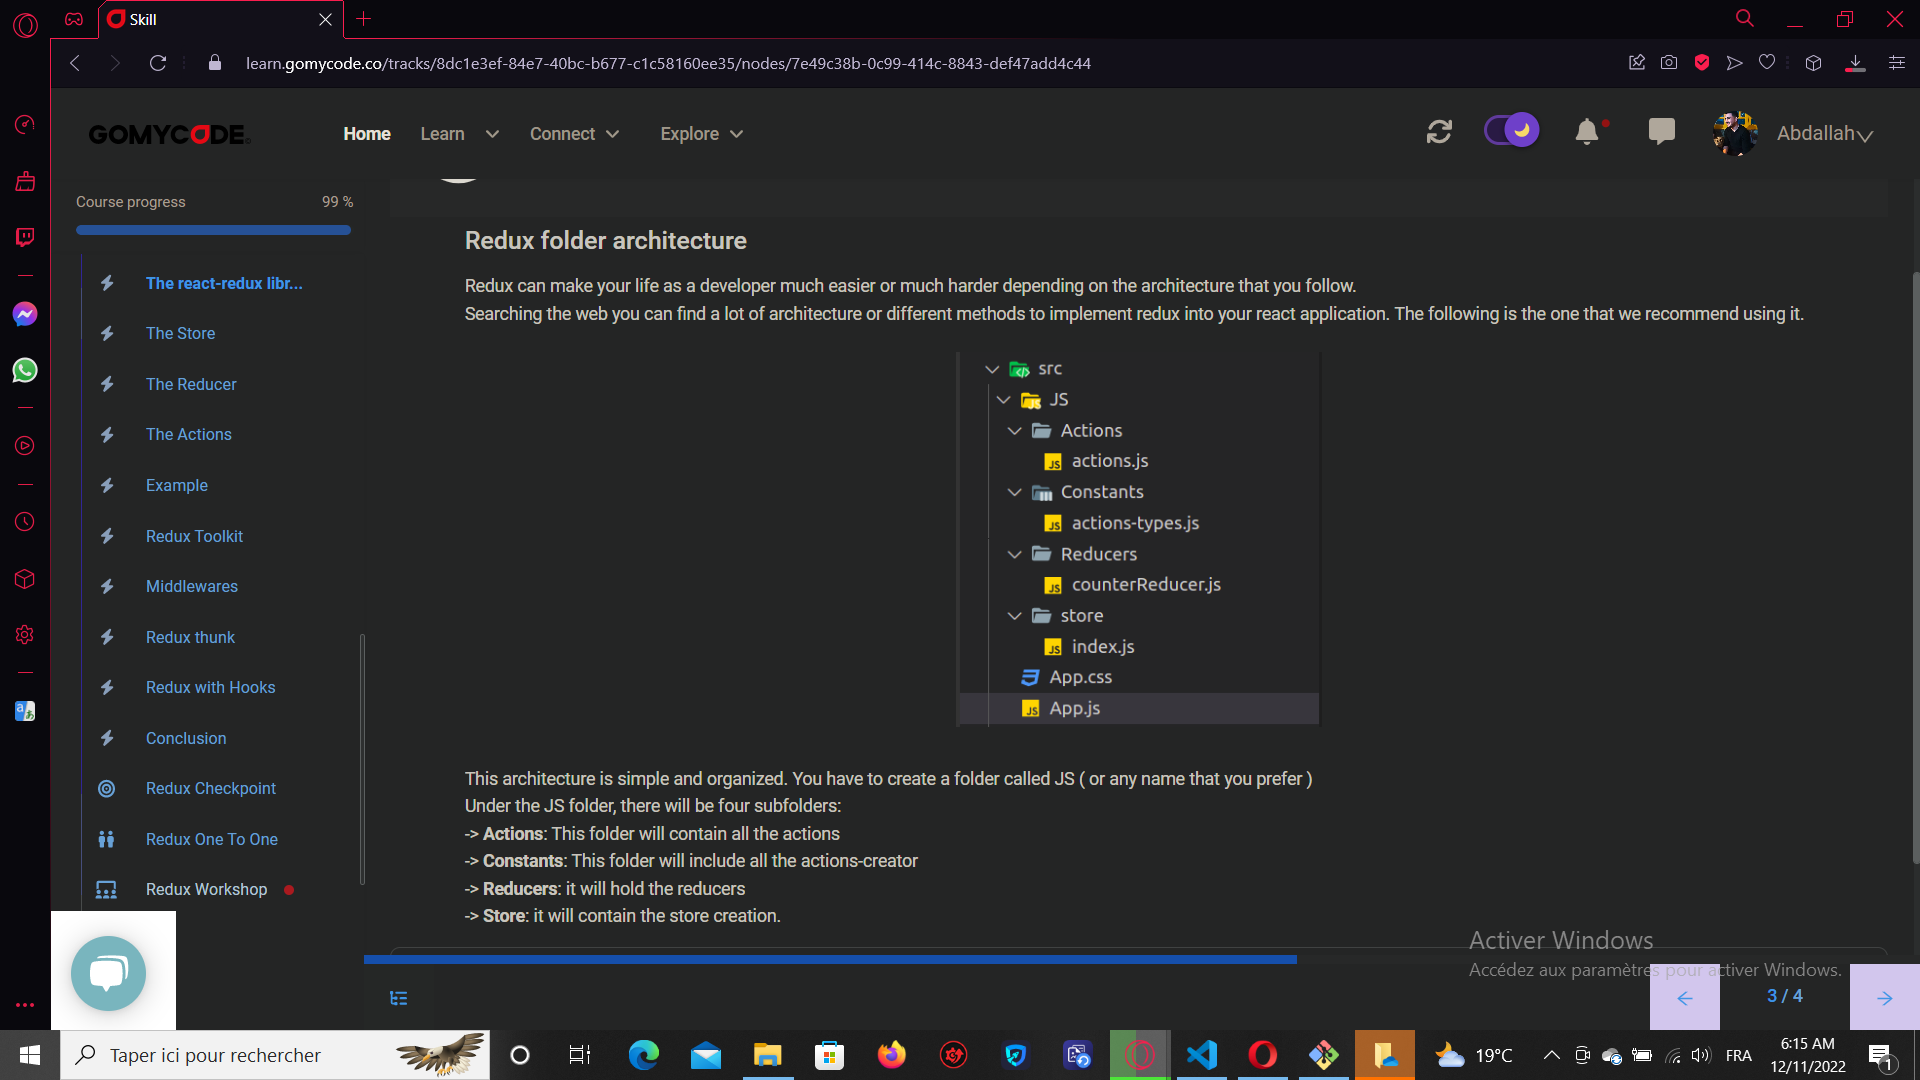 Skill
learn.gomycode.co/tracks/8dc1e3ef-84e7-40bc-b677-c1c58160ee35/nodes/7e49c38b-0c99-414c-8843-def47add4c44
GOMYCODE
Home
Learn
Connect
Explore
Abdallah
Course progress
99 %
The react-redux libr...
The Store
The Reducer
The Actions
Example
Redux Toolkit
Middlewares
Redux thunk
Redux with Hooks
Conclusion
Redux Checkpoint
Redux One To One
Redux Workshop
Redux folder architecture
Redux can make your life as a developer much easier or much harder depending on the architecture that you follow.
Searching the web you can find a lot of architecture or different methods to implement redux into your react application. The following is the one that we recommend using it.
src
JS
Actions
JS actions.js
Constants
JS actions-types.js
Reducers
JS counterReducer.js
store
JS index.js
App.css
JS App.js
This architecture is simple and organized. You have to create a folder called JS ( or any name that you prefer )
Under the JS folder, there will be four subfolders:
-> Actions: This folder will contain all the actions
-> Constants: This folder will include all the actions-creator
-> Reducers: it will hold the reducers
-> Store: it will contain the store creation.
Activer Windows
Accédez aux paramètres pour activer Windows.
3 / 4
Taper ici pour rechercher
19°C
FRA
6:15 AM
12/11/2022
1